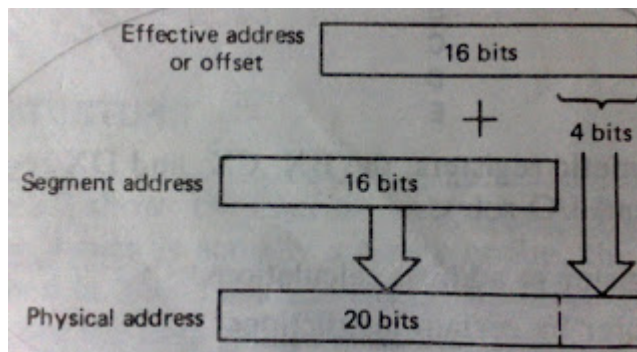 Effective address
or offset
16 bits
+
4 bits
Segment address
16 bits
Physical address
20 bits